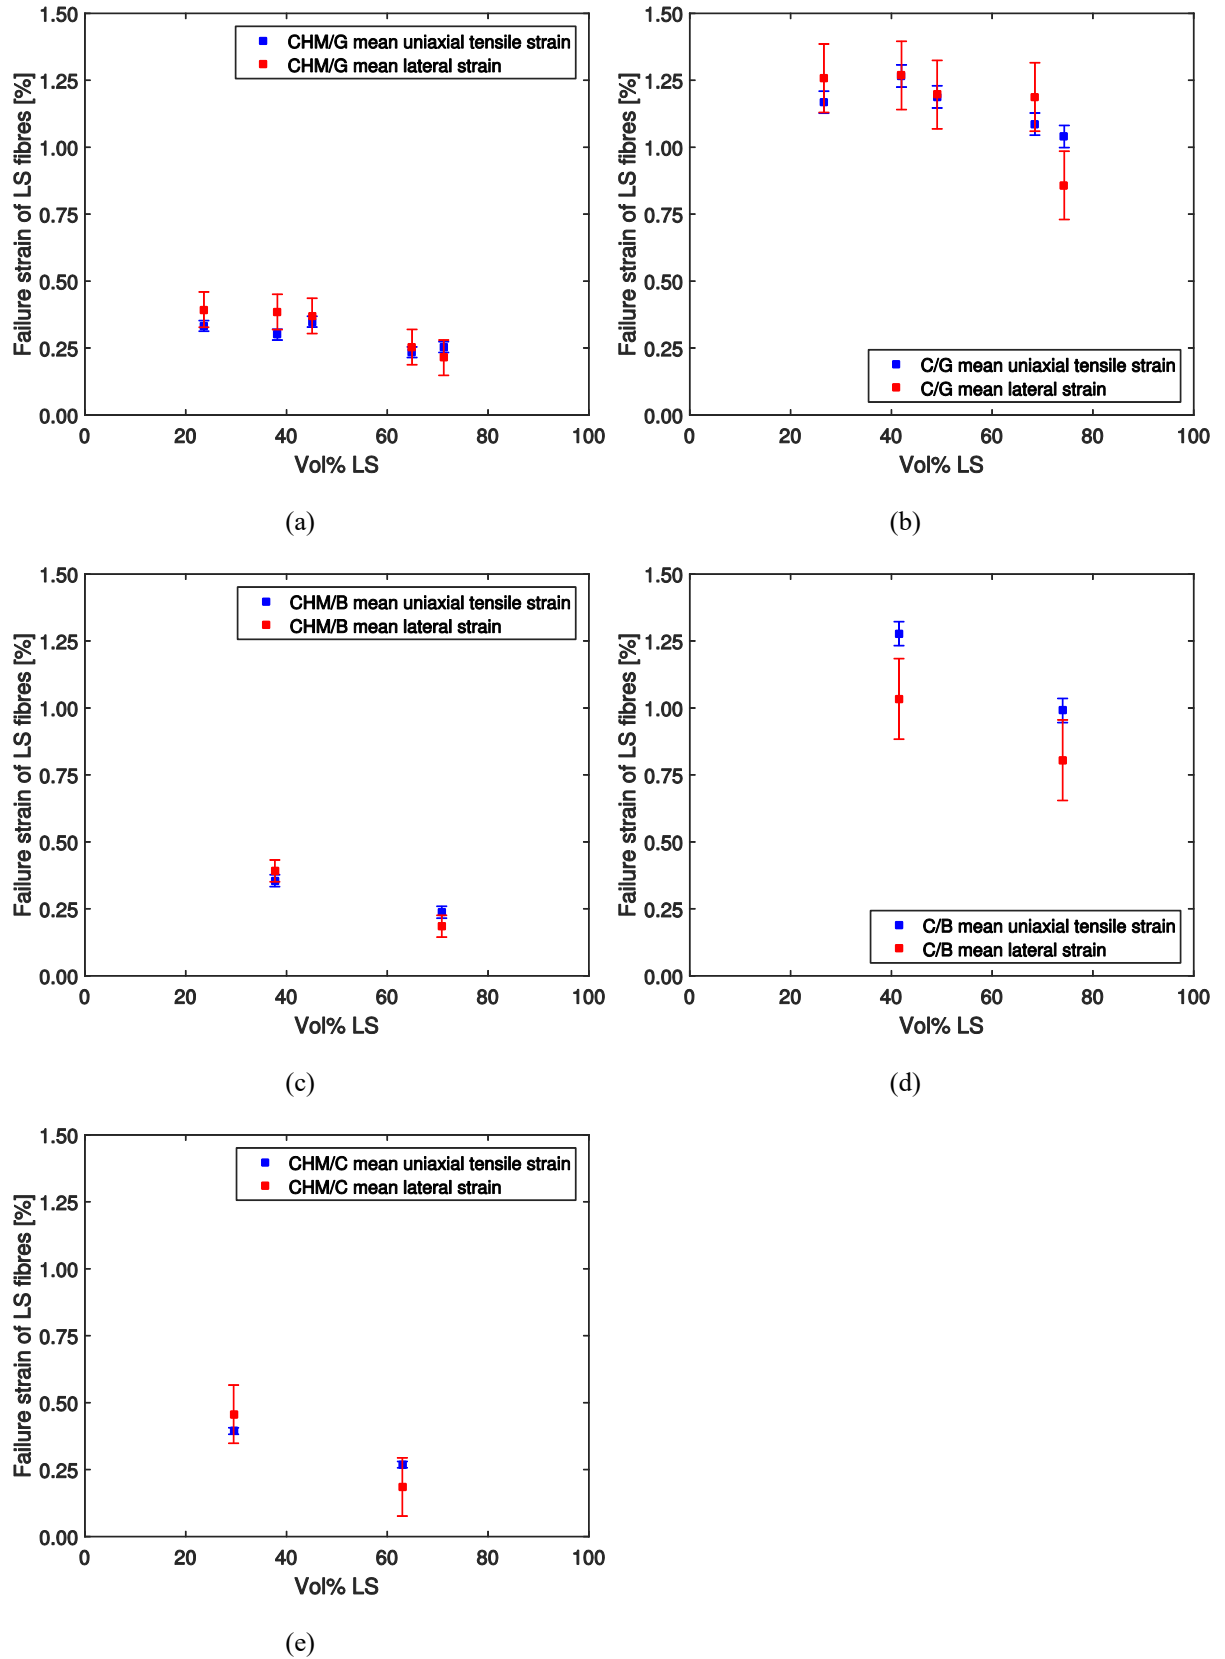 CHM/G mean uniaxial tensile strain
CHM/G mean lateral strain
Failure strain of LS fibres [%]
1.50
1.25
1.00
0.75
0.50
0.25
0.00
0 20 40 60 80 100
Vol% LS
(a)
C/G mean uniaxial tensile strain
C/G mean lateral strain
Failure strain of LS fibres [%]
1.50
1.25
1.00
0.75
0.50
0.25
0.00
0 20 40 60 80 100
Vol% LS
(b)
CHM/B mean uniaxial tensile strain
CHM/B mean lateral strain
Failure strain of LS fibres [%]
1.50
1.25
1.00
0.75
0.50
0.25
0.00
0 20 40 60 80 100
Vol% LS
(c)
C/B mean uniaxial tensile strain
C/B mean lateral strain
Failure strain of LS fibres [%]
1.50
1.25
1.00
0.75
0.50
0.25
0.00
0 20 40 60 80 100
Vol% LS
(d)
CHM/C mean uniaxial tensile strain
CHM/C mean lateral strain
Failure strain of LS fibres [%]
1.50
1.25
1.00
0.75
0.50
0.25
0.00
0 20 40 60 80 100
Vol% LS
(e)